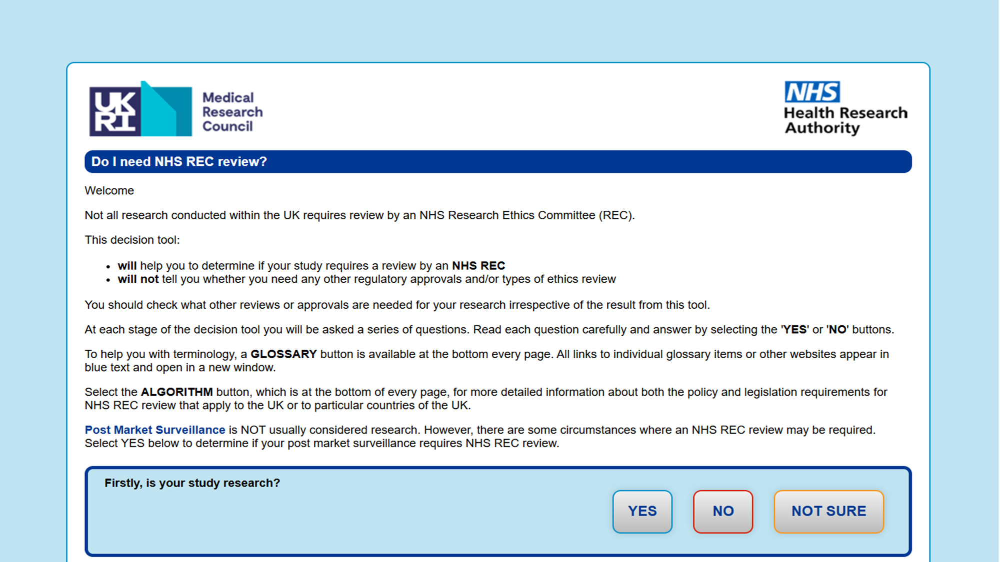 UK
RI
Medical
Research
Council
NHS
Health Research
Authority
Do I need NHS REC review?
Welcome
Not all research conducted within the UK requires review by an NHS Research Ethics Committee (REC).
This decision tool:
• will help you to determine if your study requires a review by an NHS REC
• will not tell you whether you need any other regulatory approvals and/or types of ethics review
You should check what other reviews or approvals are needed for your research irrespective of the result from this tool.
At each stage of the decision tool you will be asked a series of questions. Read each question carefully and answer by selecting the 'YES' or 'NO' buttons.
To help you with terminology, a GLOSSARY button is available at the bottom every page. All links to individual glossary items or other websites appear in
blue text and open in a new window.
Select the ALGORITHM button, which is at the bottom of every page, for more detailed information about both the policy and legislation requirements for
NHS REC review that apply to the UK or to particular countries of the UK.
Post Market Surveillance is NOT usually considered research. However, there are some circumstances where an NHS REC review may be required.
Select YES below to determine if your post market surveillance requires NHS REC review.
Firstly, is your study research?
YES
NO
NOT SURE